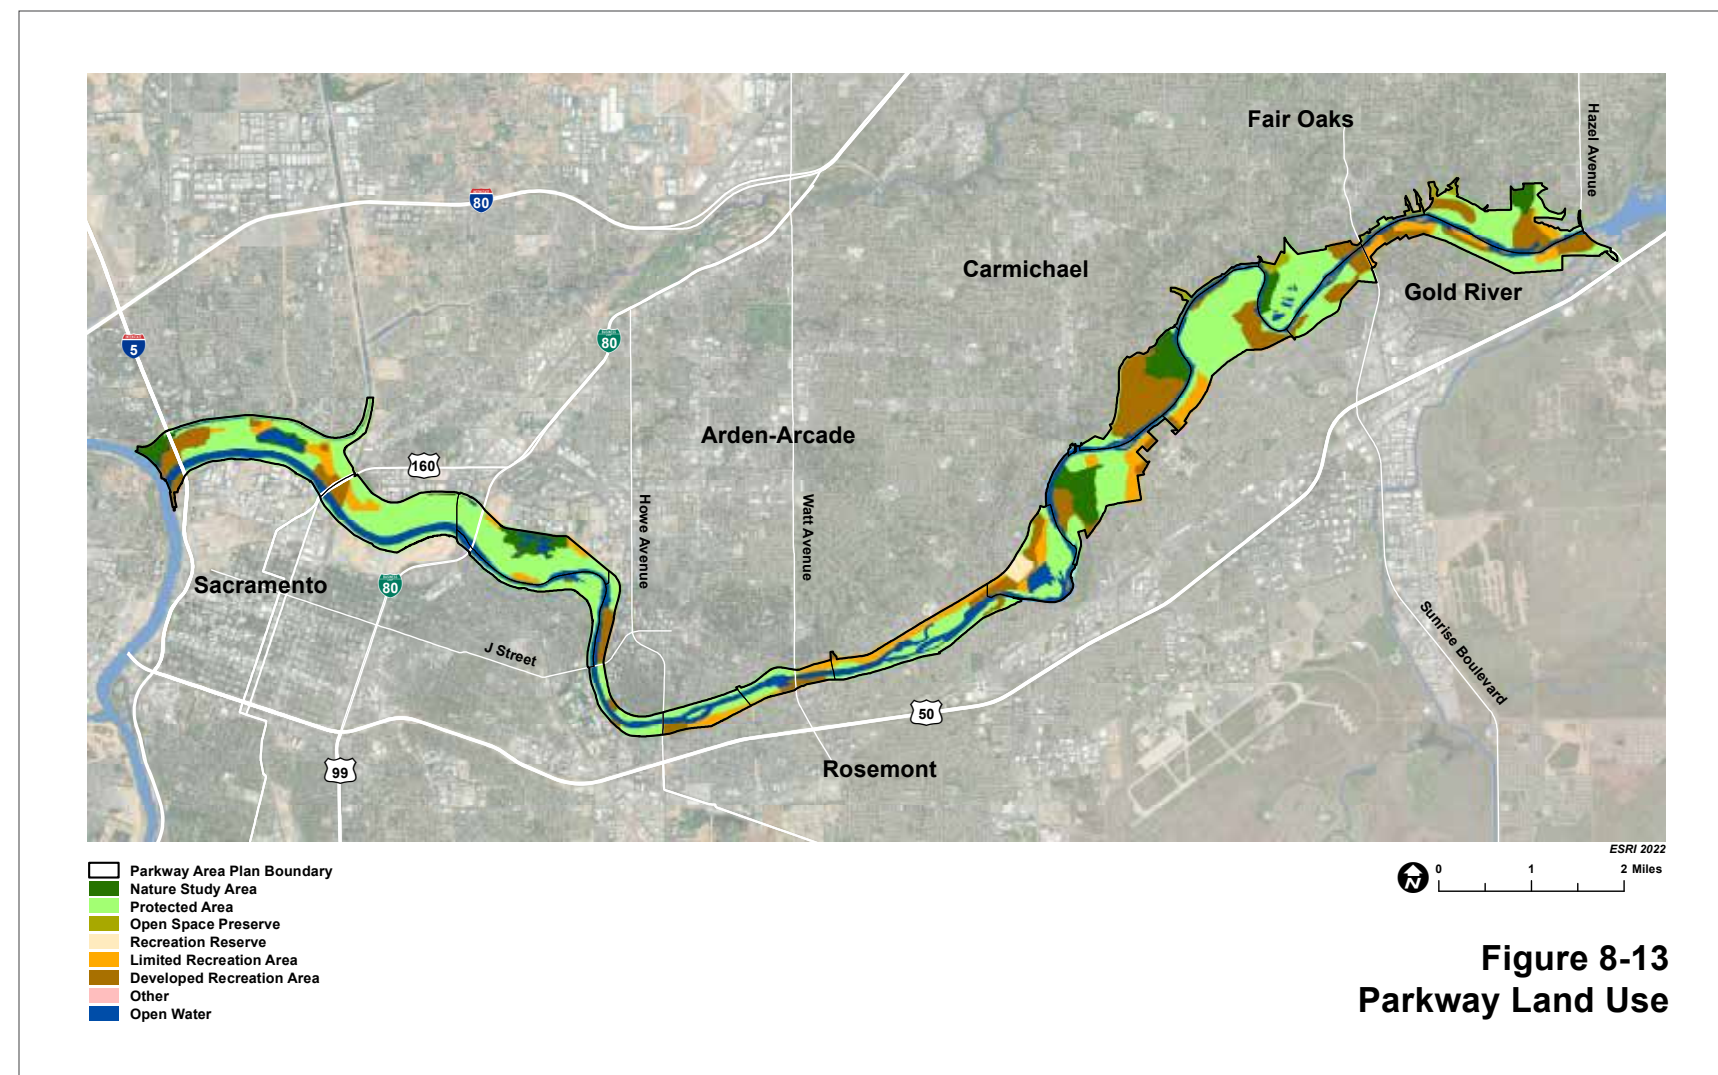 Fair Oaks
Hazel Avenue
80
Carmichael
Gold River
5
80
Arden-Arcade
160
Howe Avenue
Watt Avenue
Sacramento
80
J Street
Sunrise Boulevard
50
Rosemont
99
ESRI 2022
Parkway Area Plan Boundary
Nature Study Area
Protected Area
Open Space Preserve
Recreation Reserve
Limited Recreation Area
Developed Recreation Area
Other
Open Water
N
0 1 2 Miles
Figure 8-13
Parkway Land Use